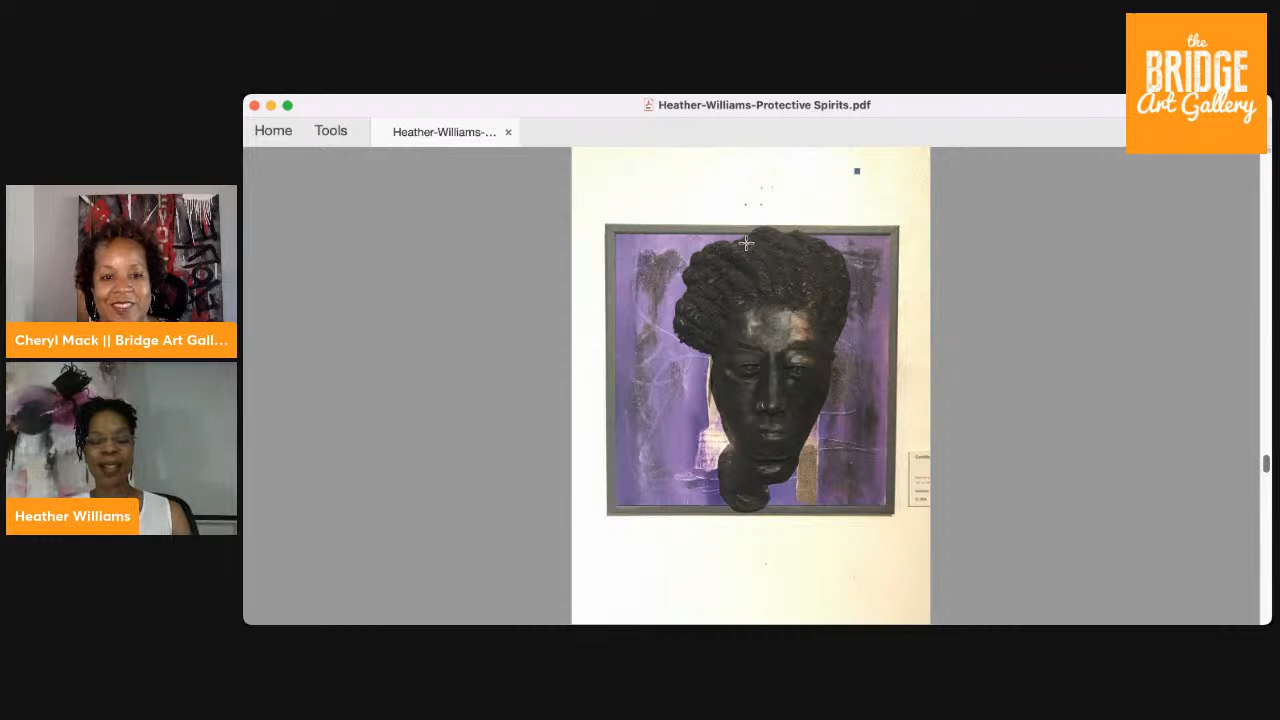 the
BRIDGE
Art Gallery
Heather-Williams-Protective Spirits.pdf
Home
Tools
Heather-Williams-...
Cheryl Mack || Bridge Art Gall...
Heather Williams